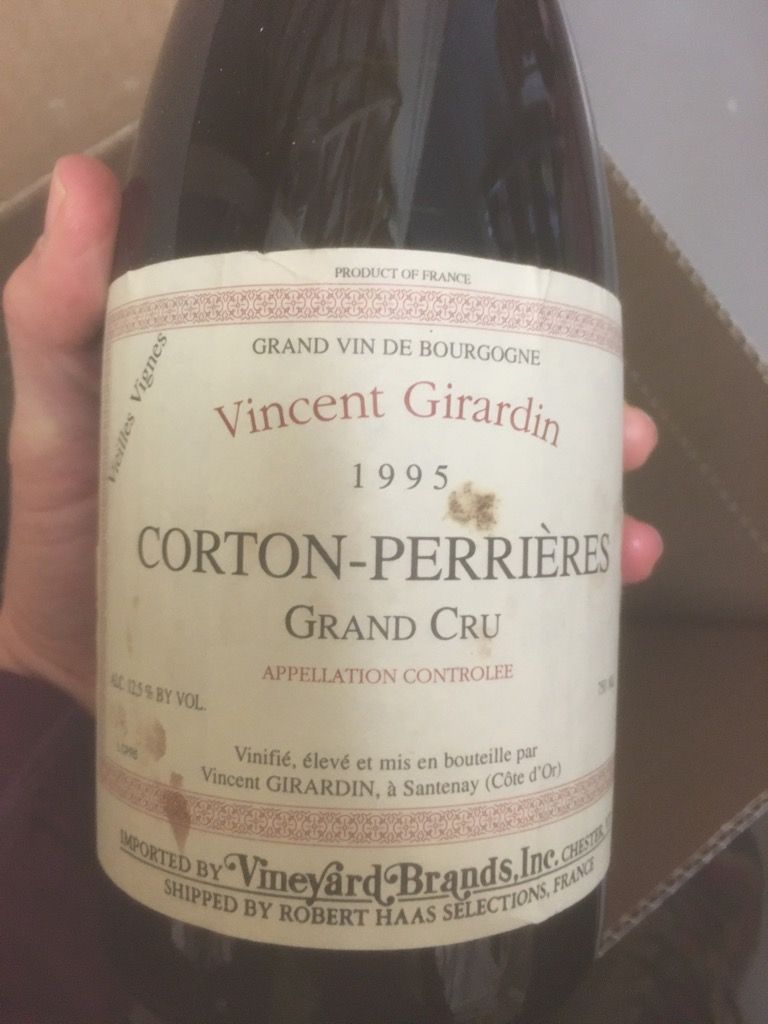 PRODUCT OF FRANCE
GRAND VIN DE BOURGOGNE
Vieilles Vignes
Vincent Girardin
1995
CORTON-PERRIÈRES
GRAND CRU
APPELLATION CONTROLEE
ALC. 12.5 % BY VOL.
Vinifié, élevé et mis en bouteille par
Vincent GIRARDIN, à Santenay (Côte d'Or)
IMPORTED BY Vineyard Brands, Inc. CHESTER,
SHIPPED BY ROBERT HAAS SELECTIONS, FRANCE